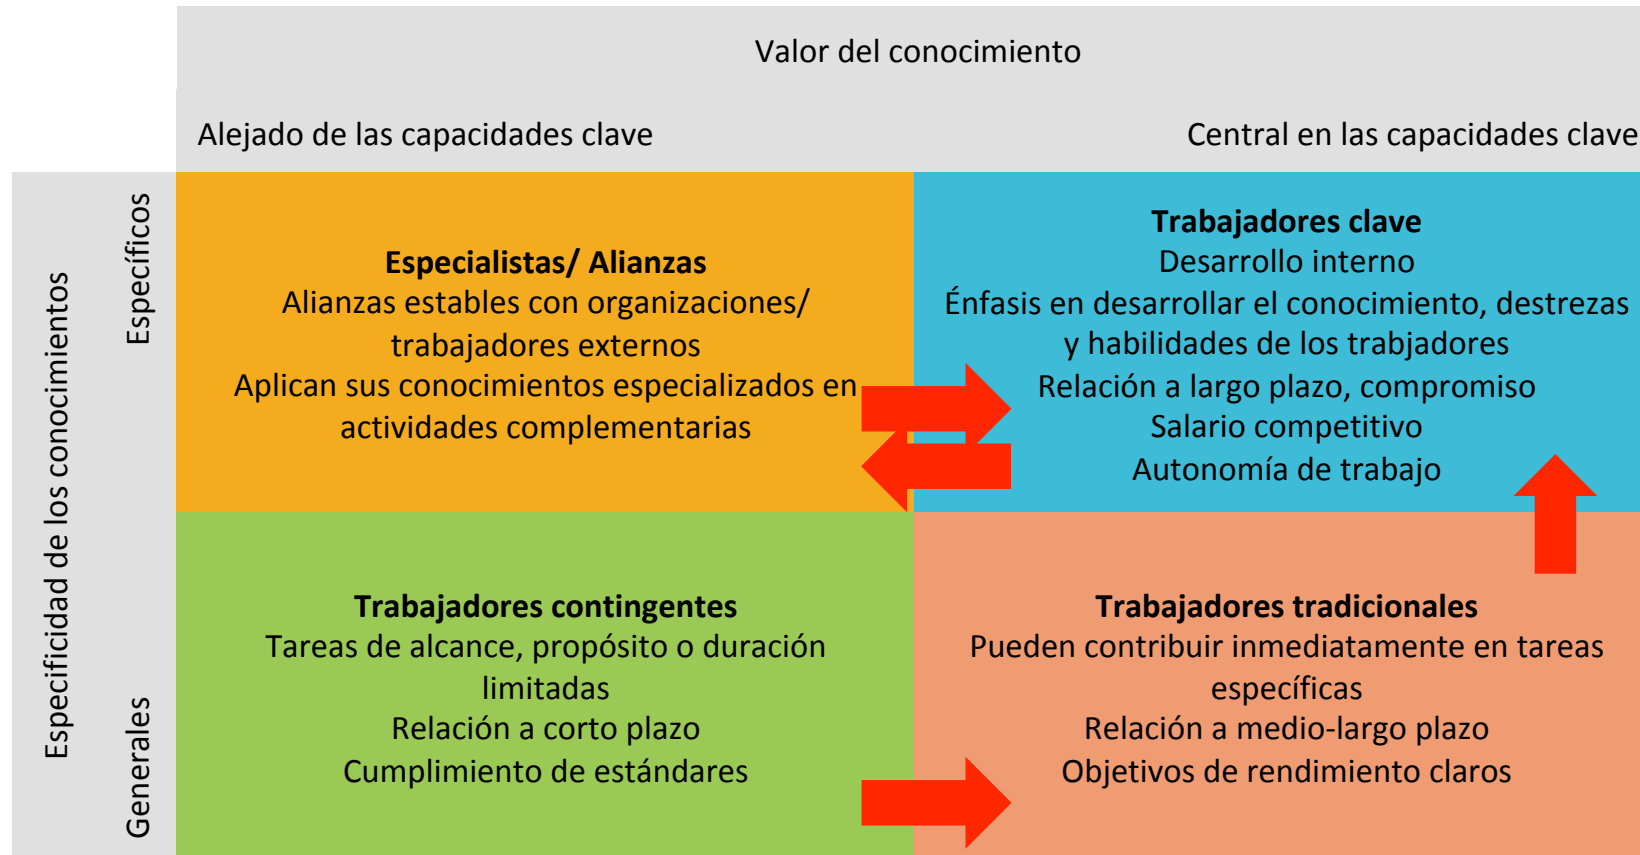 Valor del conocimiento
Alejado de las capacidades clave
Central en las capacidades clave
Especificidad de los conocimientos
Específicos
Especialistas/ Alianzas
Alianzas estables con organizaciones/
trabajadores externos
Aplican sus conocimientos especializados en
actividades complementarias
Trabajadores clave
Desarrollo interno
Énfasis en desarrollar el conocimiento, destrezas
y habilidades de los trabjadores
Relación a largo plazo, compromiso
Salario competitivo
Autonomía de trabajo
Generales
Trabajadores contingentes
Tareas de alcance, propósito o duración
limitadas
Relación a corto plazo
Cumplimiento de estándares
Trabajadores tradicionales
Pueden contribuir inmediatamente en tareas
específicas
Relación a medio-largo plazo
Objetivos de rendimiento claros